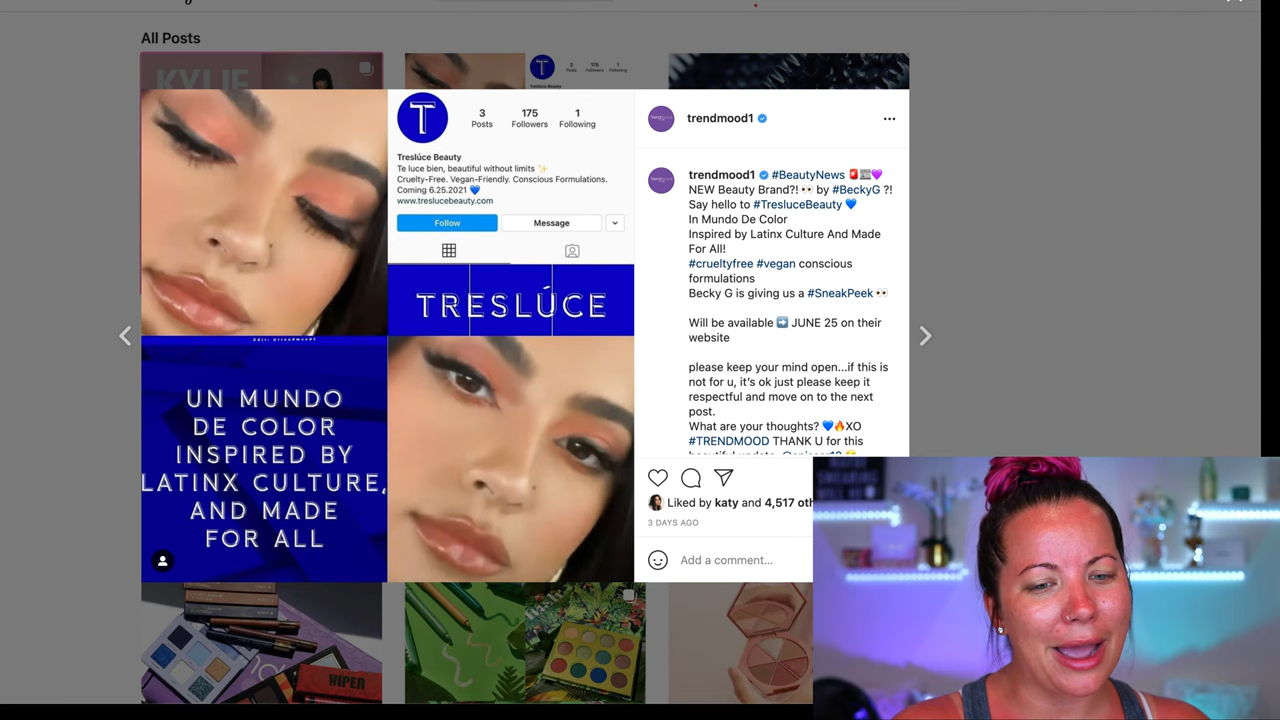 All Posts
KYLIE
T
3
175
1
Posts
Followers
Following
Treslúce Beauty
Te luce bien, beautiful without limits ✨
Cruelty-Free. Vegan-Friendly. Conscious Formulations.
Coming 6.25.2021 💙
www.treslucebeauty.com
Follow
Message
TRESLÚCE
Edit: @trendmood1
UN MUNDO
DE COLOR
INSPIRED BY
LATINX CULTURE,
AND MADE
FOR ALL
trendmood1
trendmood1 #BeautyNews 🚨📰💜
NEW Beauty Brand?! 👀 by #BeckyG ?!
Say hello to #TresluceBeauty 💙
In Mundo De Color
Inspired by Latinx Culture And Made
For All!
#crueltyfree #vegan conscious
formulations
Becky G is giving us a #SneakPeek 👀
Will be available ➡️ JUNE 25 on their
website
please keep your mind open...if this is
not for u, it's ok just please keep it
respectful and move on to the next
post.
What are your thoughts? 💙🔥XO
#TRENDMOOD THANK U for this
Liked by katy and 4,517 oth
3 DAYS AGO
Add a comment...
VIPER